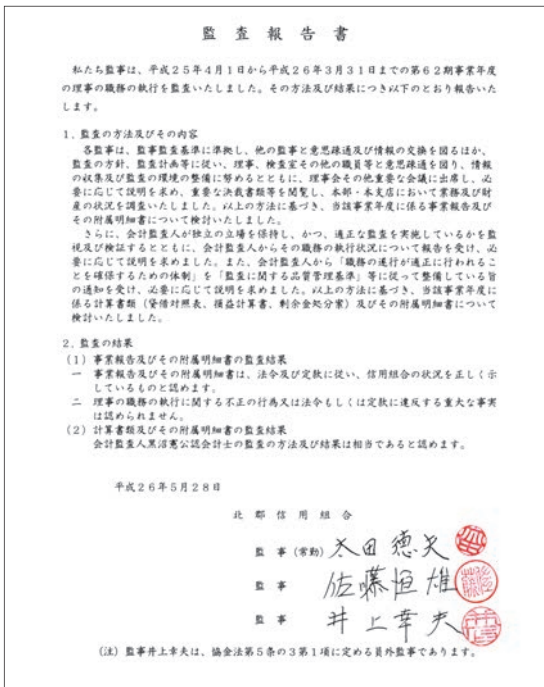 監査報告書
私たち監事は、平成25年4月1日から平成26年3月31日までの第62期事業年度
の理事の職務の執行を監査いたしました。その方法及び結果につき以下のとおり報告いた
します。
1. 監査の方法及びその内容
各監事は、監事監査基準に準拠し、他の監事と意思疎通及び情報の交換を図るほか、
監査の方針、監査計画等に従い、理事、検査室その他の職員等と意思疎通を図り、情報
の収集及び監査の環境の整備に努めるとともに、理事会その他重要な会議に出席し、必
要に応じて説明を求め、重要な決裁書類等を閲覧し、本部・本支店において業務及び財
産の状況を調査いたしました。以上の方法に基づき、当該事業年度に係る事業報告及び
その附属明細書について検討いたしました。
さらに、会計監査人が独立の立場を保持し、かつ、適正な監査を実施しているかを監
視及び検証するとともに、会計監査人からその職務の執行状況について報告を受け、必
要に応じて説明を求めました。また、会計監査人から「職務の遂行が適正に行われること
を確保するための体制」を「監査に関する品質管理基準」等に従って整備している旨
の通知を受け、必要に応じて説明を求めました。以上の方法に基づき、当該事業年度に
係る計算書類（貸借対照表、損益計算書、剰余金処分案）及びその附属明細書について
検討いたしました。
2. 監査の結果
（1）事業報告及びその附属明細書の監査結果
一 事業報告及びその附属明細書は、法令及び定款に従い、信用組合の状況を正しく示
しているものと認めます。
二 理事の職務の執行に関する不正の行為又は法令もしくは定款に違反する重大な事実
は認められません。
（2）計算書類及びその附属明細書の監査結果
会計監査人黒沼憲公認会計士の監査の方法及び結果は相当であると認めます。
平成26年5月28日
北郡信用組合
監事（常勤）太田徳夫
監事 佐藤恒雄
監事 井上幸夫
（注）監事井上幸夫は、協金法第5条の3第1項に定める員外監事であります。